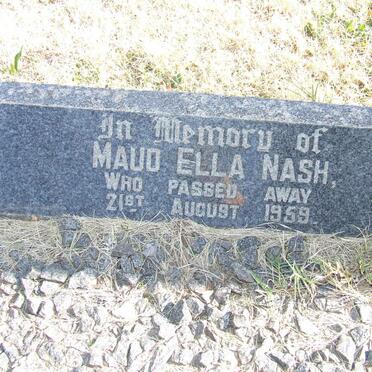 In Memory of
MAUD ELLA NASH,
WHO PASSED AWAY
21ST AUGUST 1959